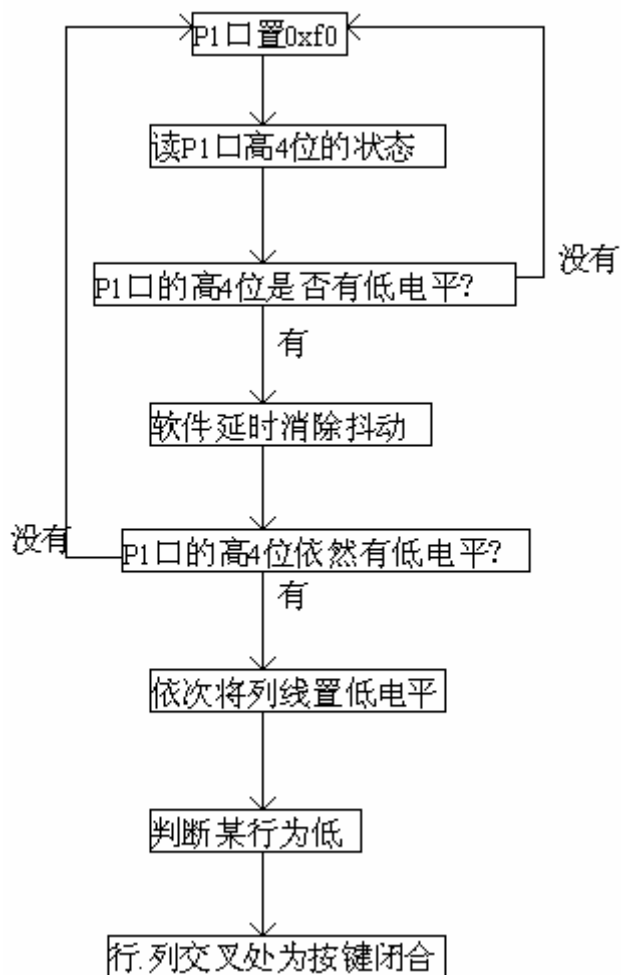 P1口置0xf0
读P1口高4位的状态
P1口的高4位是否有低电平?
没有
有
软件延时消除抖动
没有
P1口的高4位依然有低电平?
有
依次将列线置低电平
判断某行为低
行.列交叉处为按键闭合